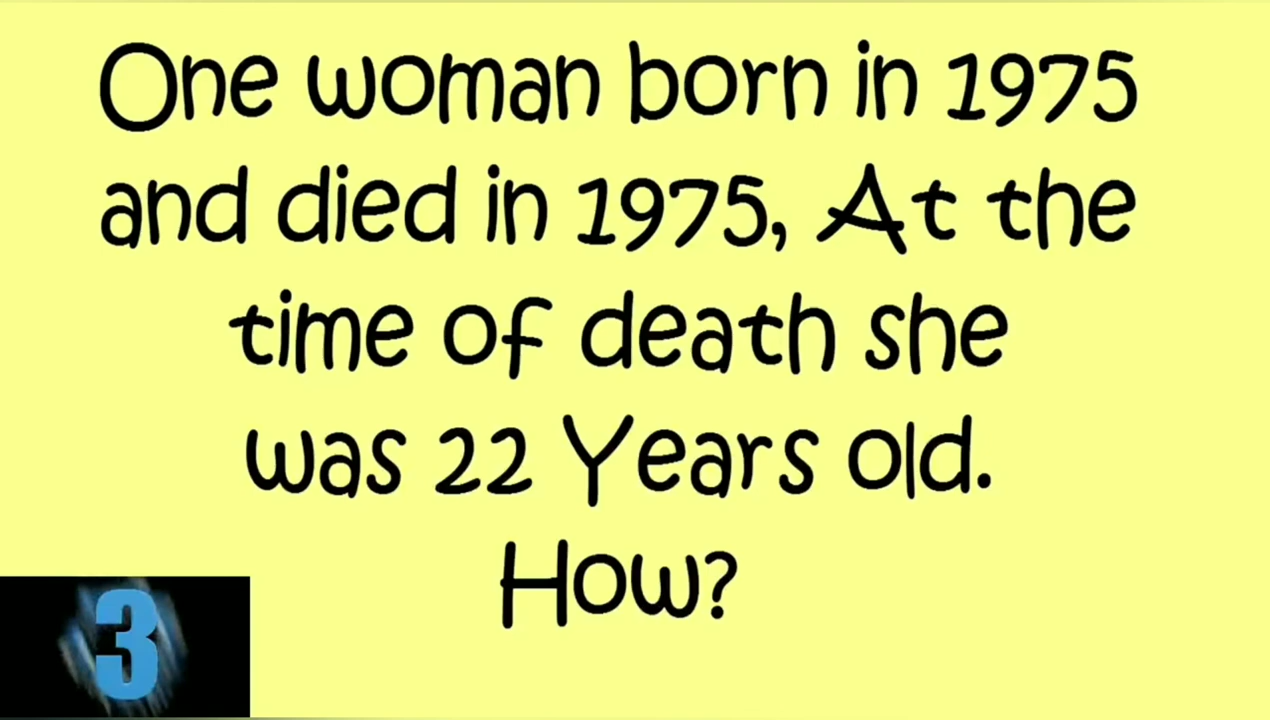 One woman born in 1975
and died in 1975, At the
time of death she
was 22 Years old.
How?
3